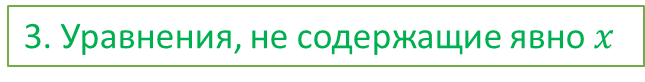 3. Уравнения, не содержащие явно 𝑥